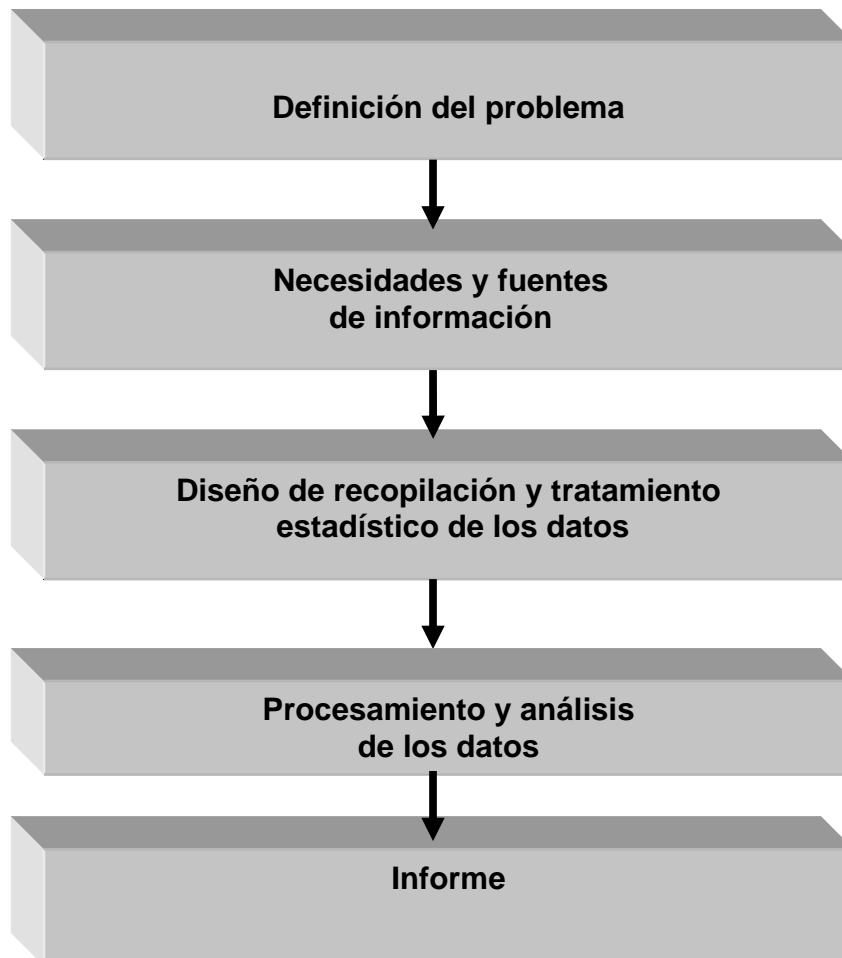 Definición del problema
Necesidades y fuentes
de información
Diseño de recopilación y tratamiento
estadístico de los datos
Procesamiento y análisis
de los datos
Informe